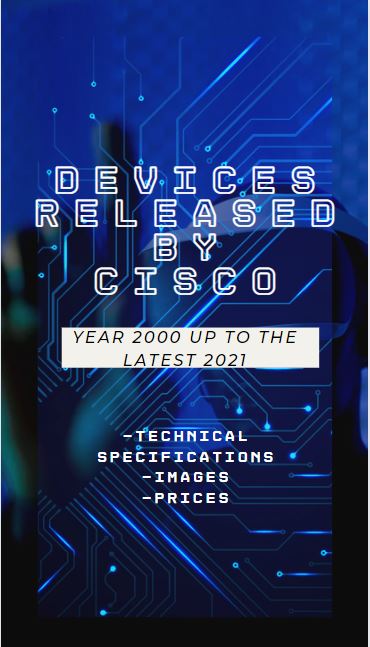 DEVICES
RELEASED
BY
CISCO
YEAR 2000 UP TO THE
LATEST 2021
-TECHNICAL
SPECIFICATIONS
-IMAGES
-PRICES